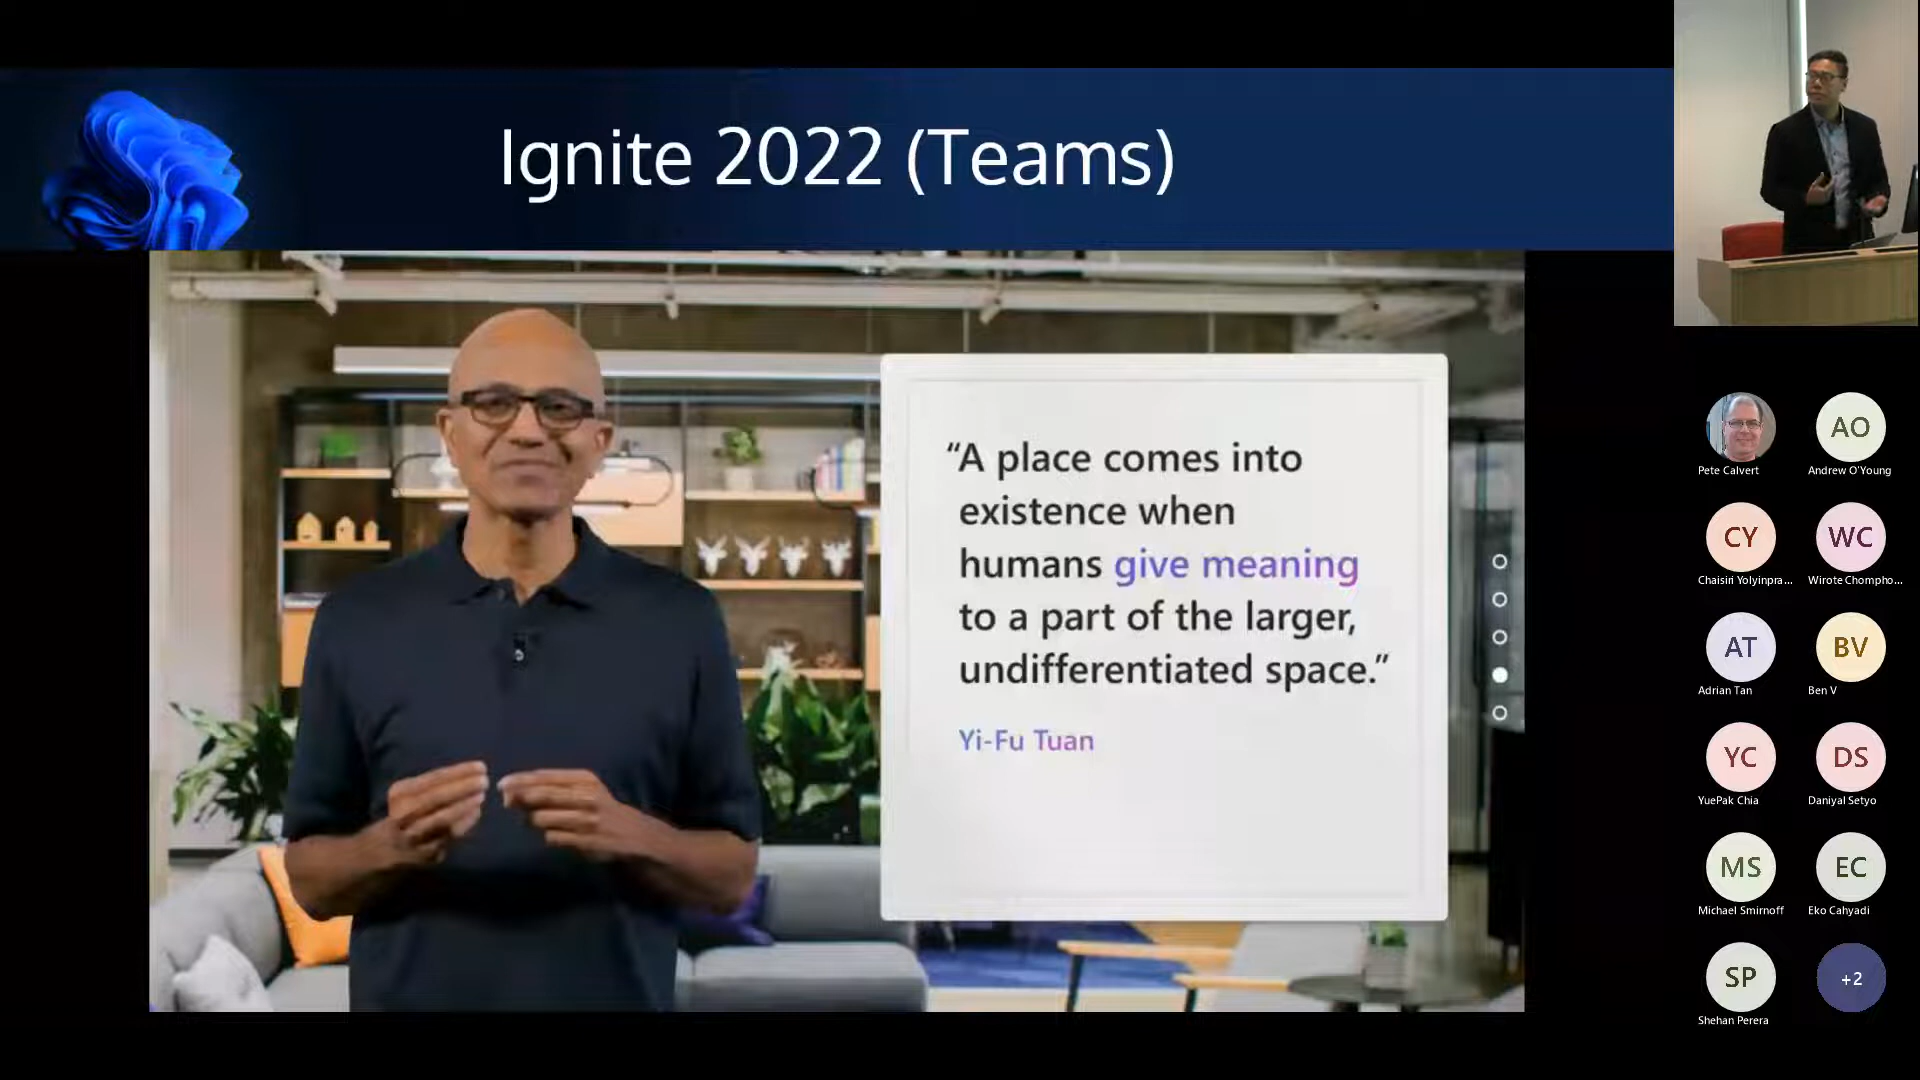 Ignite 2022 (Teams)
“A place comes into
existence when
humans give meaning
to a part of the larger,
undifferentiated space.”
Yi-Fu Tuan
Pete Calvert
AO
Andrew O'Young
CY
Chaisiri Yolyinpra...
WC
Wirote Chompho...
AT
Adrian Tan
BV
Ben V
YC
YuePak Chia
DS
Daniyal Setyo
MS
Michael Smirnoff
EC
Eko Cahyadi
SP
Shehan Perera
+2